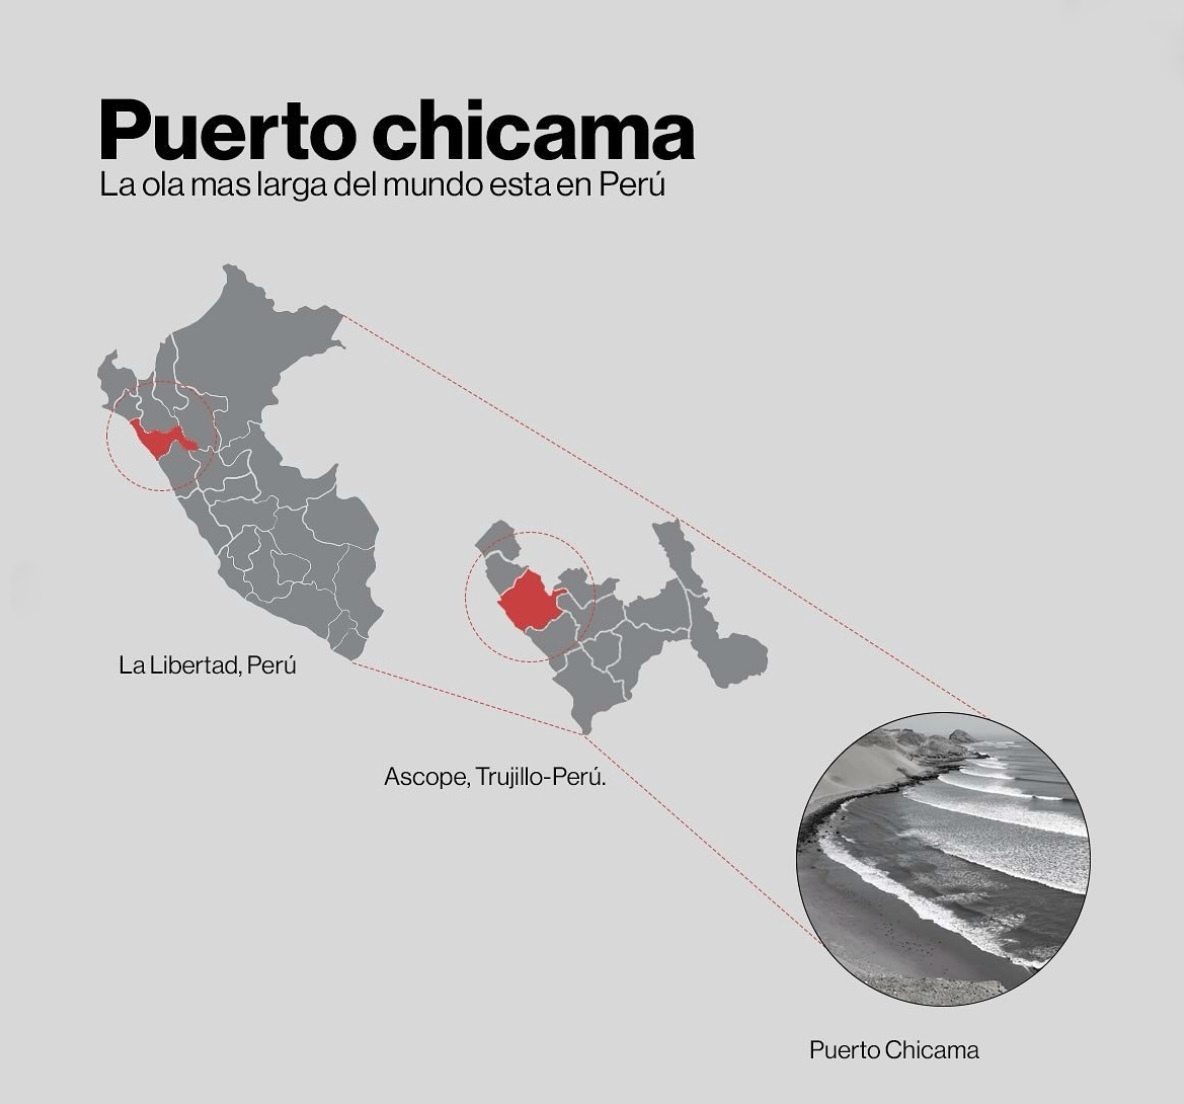 Puerto chicama
La ola mas larga del mundo esta en Perú
La Libertad, Perú
Ascope, Trujillo-Perú.
Puerto Chicama